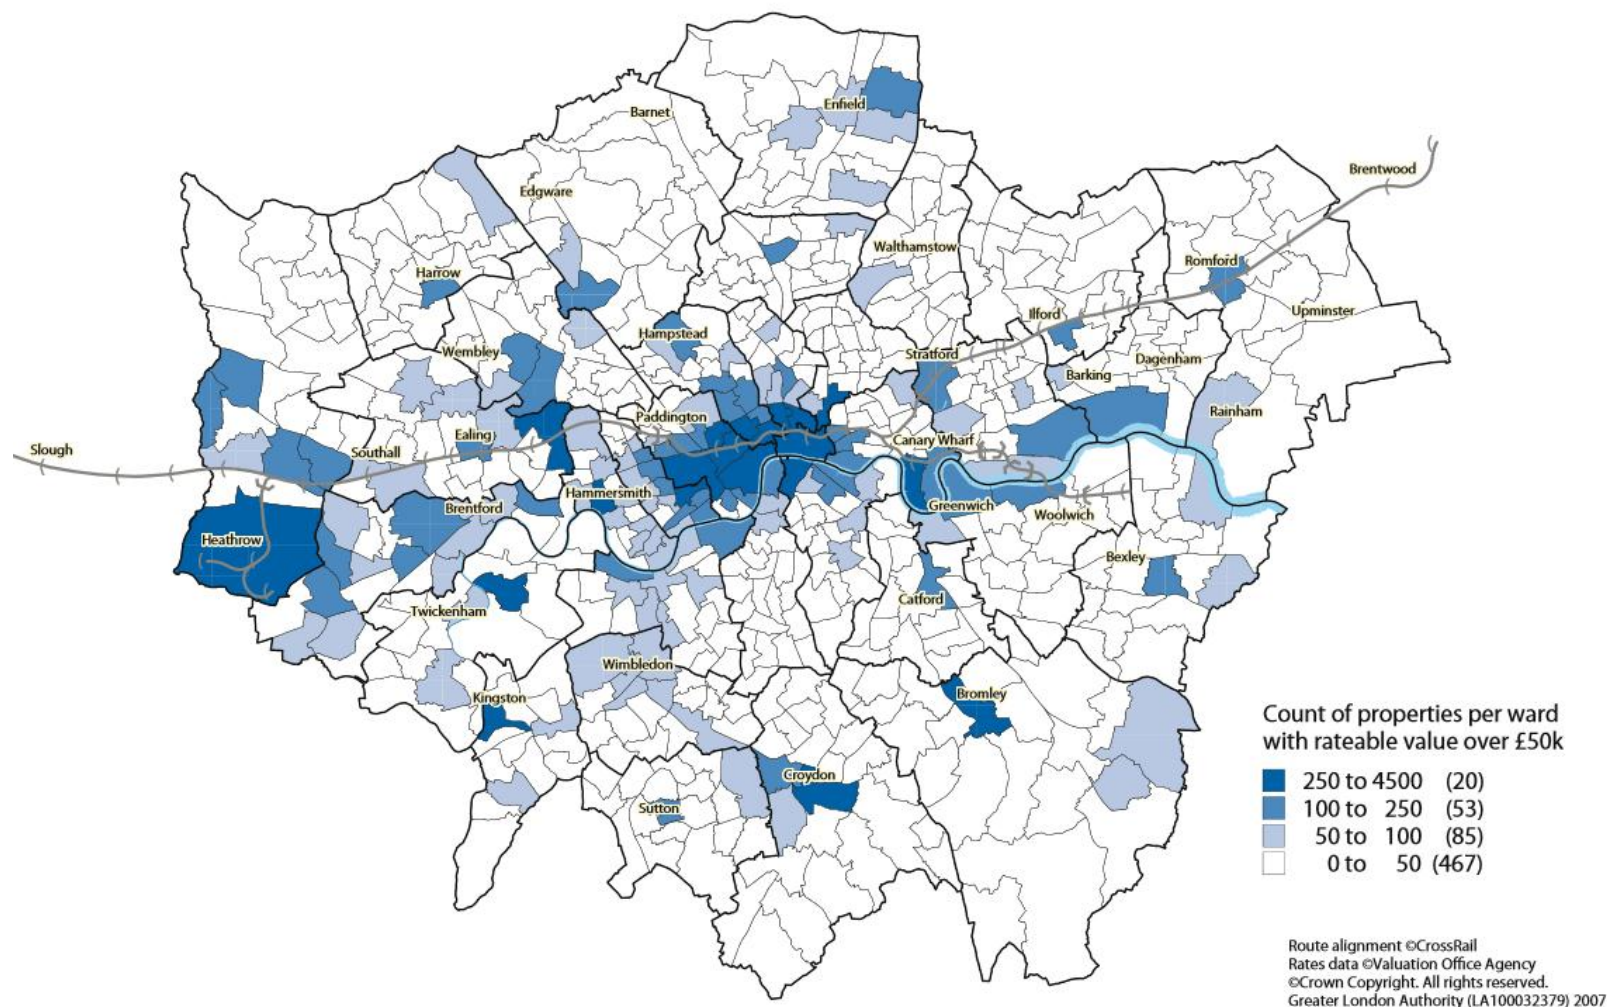 Barnet
Enfield
Edgware
Brentwood
Walthamstow
Harrow
Romford
Upminster
Ilford
Hampstead
Wembley
Stratford
Dagenham
Barking
Rainham
Paddington
Ealing
Canary Wharf
Slough
Southall
Hammersmith
Brentford
Greenwich
Woolwich
Heathrow
Bexley
Catford
Twickenham
Wimbledon
Kingston
Bromley
Croydon
Sutton
Count of properties per ward
with rateable value over £50k
250 to 4500 (20)
100 to 250 (53)
50 to 100 (85)
0 to 50 (467)
Route alignment ©CrossRail
Rates data ©Valuation Office Agency
©Crown Copyright. All rights reserved.
Greater London Authority (LA100032379) 2007